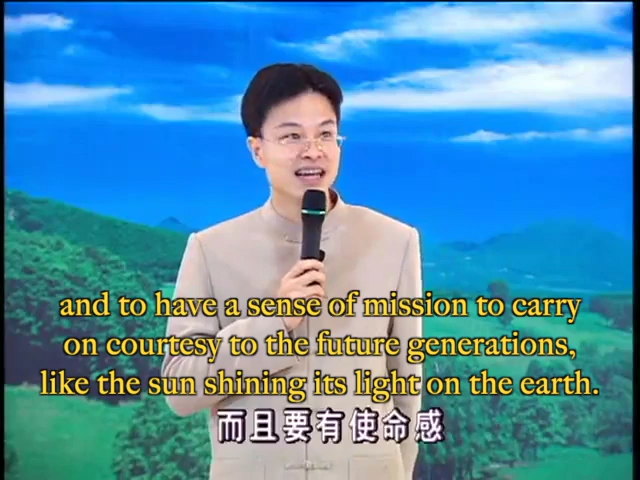 and to have a sense of mission to carry
on courtesy to the future generations,
like the sun shining its light on the earth.
而且要有使命感